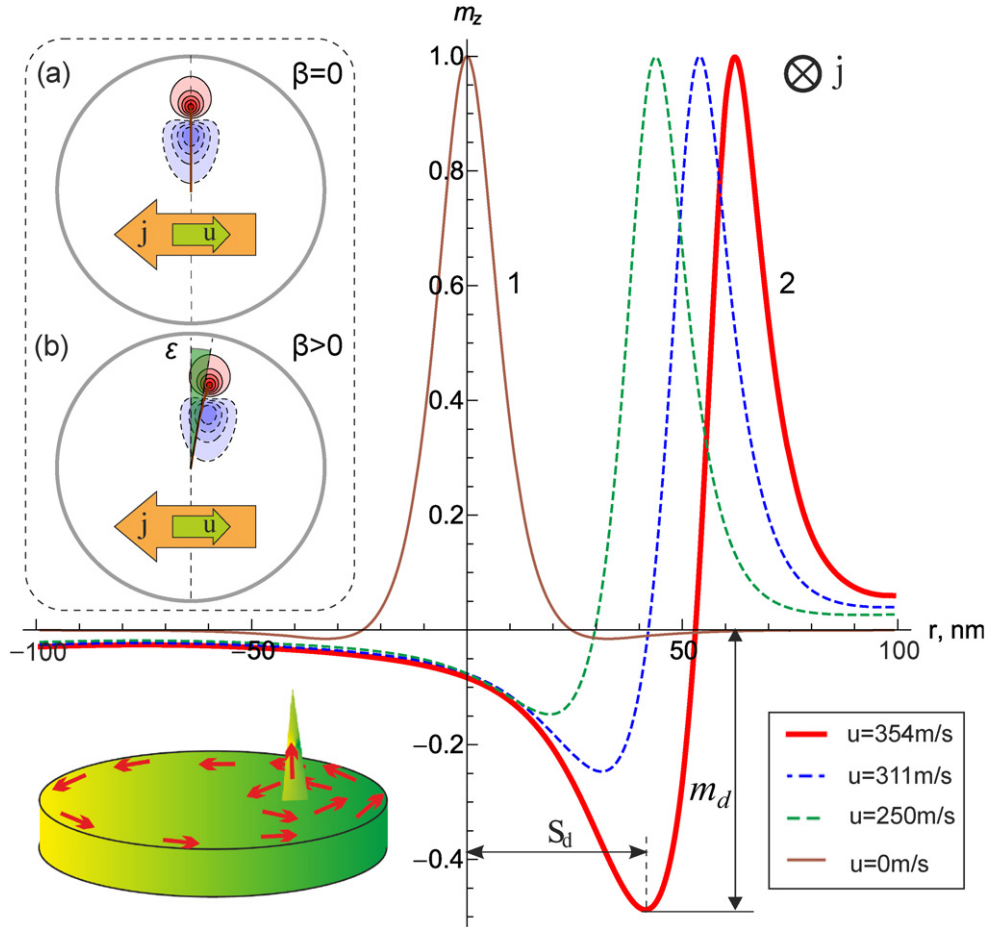 m_z
(a)
β=0
j
u
(b)
ε
β>0
j
u
⊗ j
1.0
0.8
0.6
0.4
0.2
1
2
−100
−50
50
100
r, nm
−0.2
−0.4
S_d
m_d
u=354m/s
u=311m/s
u=250m/s
u=0m/s